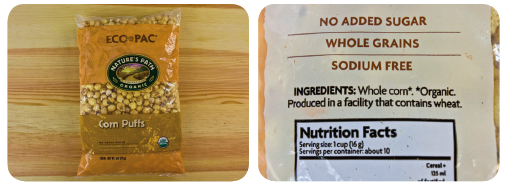 ECO PAC
NATURE'S PATH
ORGANIC
Corn Puffs
NO ADDED SUGAR
WHOLE GRAINS
SODIUM FREE
INGREDIENTS: Whole corn*. *Organic.
Produced in a facility that contains wheat.
Nutrition Facts
Serving size: 1 cup (16 g)
Servings per container: about 10
Cereal +
125 ml